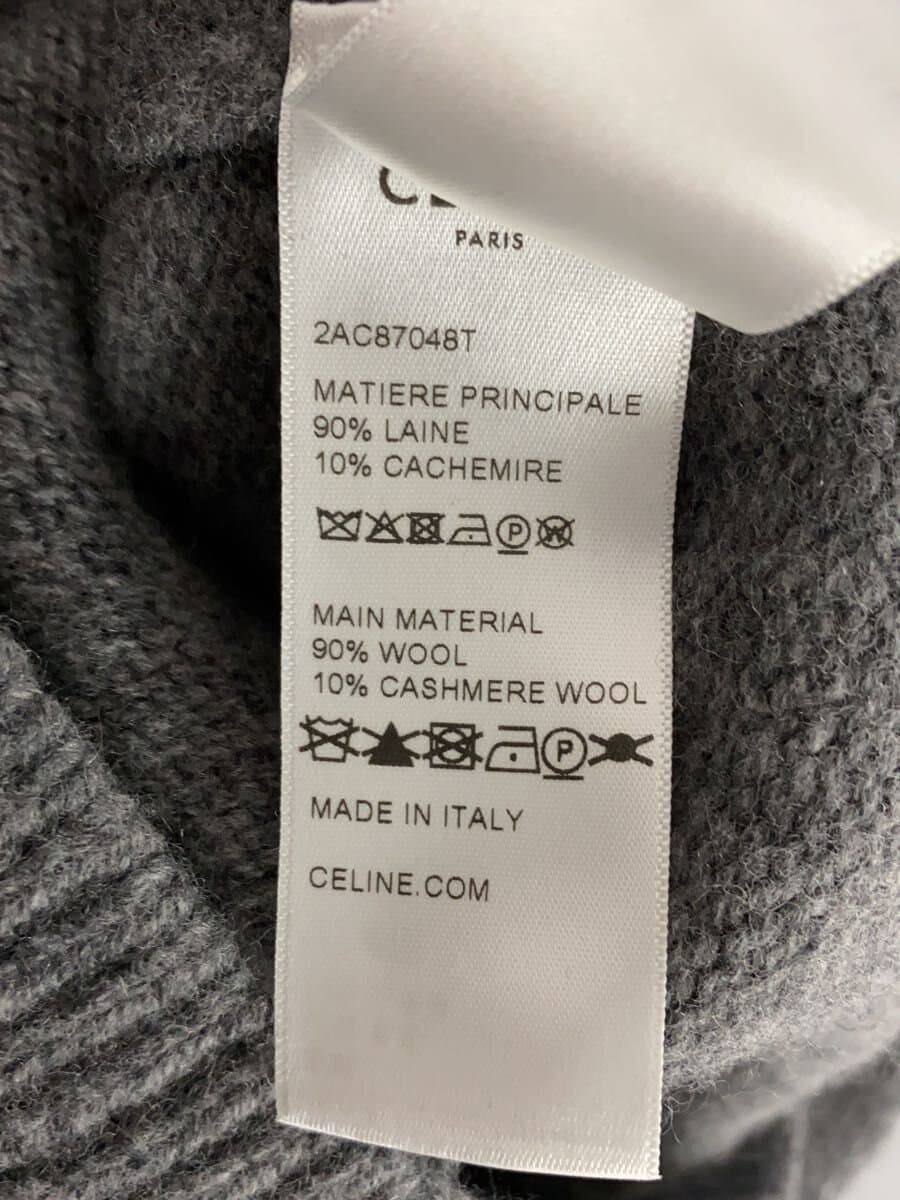 PARIS
2AC87048T
MATIERE PRINCIPALE
90% LAINE
10% CACHEMIRE
P W
MAIN MATERIAL
90% WOOL
10% CASHMERE WOOL
P
MADE IN ITALY
CELINE.COM